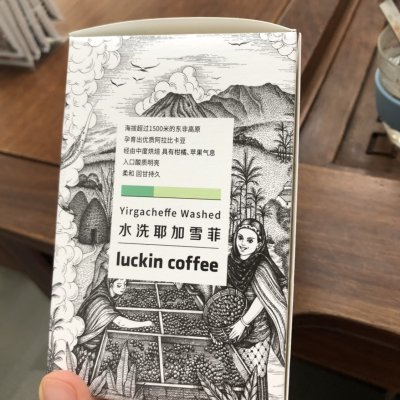 海拔超过1500米的东非高原
孕育出优质阿拉比卡豆
经由中度烘焙 具有柑橘、苹果气息
入口酸质明亮
柔和 回甘持久
Yirgacheffe Washed
水洗耶加雪菲
luckin coffee